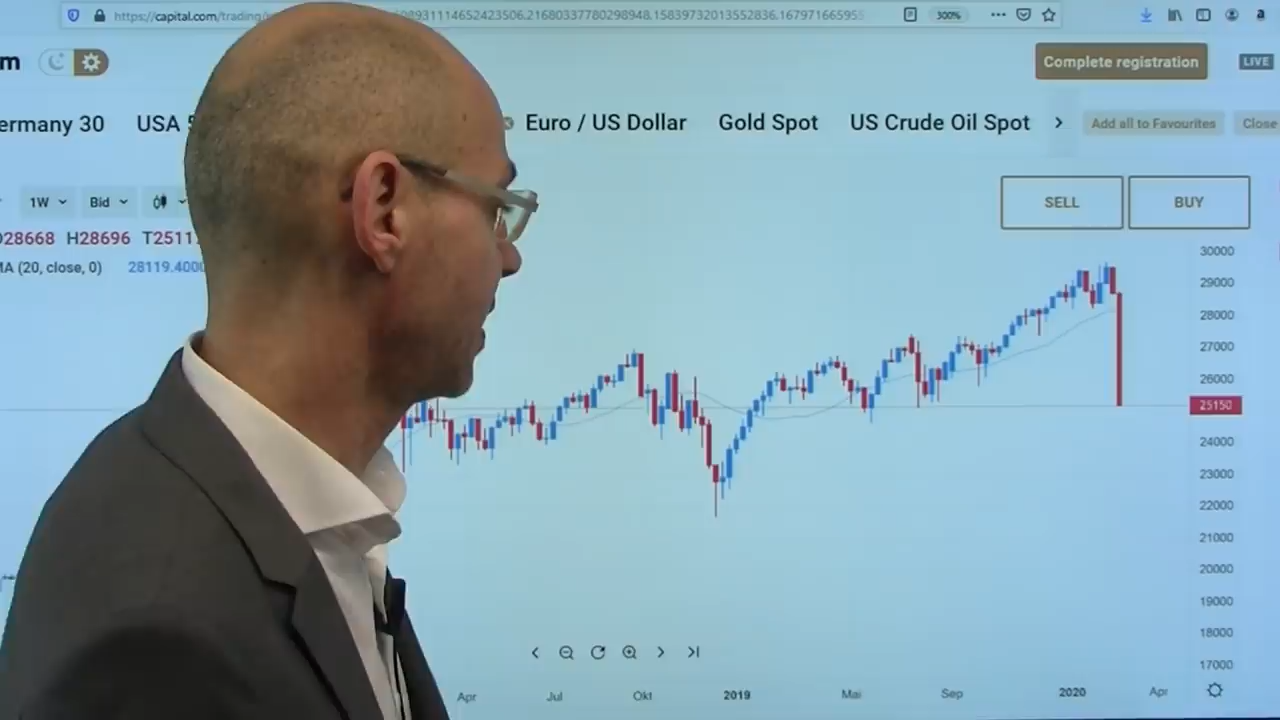 https://capital.com/trading/
Complete registration
LIVE
ermany 30 USA Euro / US Dollar Gold Spot US Crude Oil Spot Add all to Favourites Close
1W Bid
SELL BUY
28668 H28696 T2511
MA (20, close, 0) 28119.400
30000
29000
28000
27000
26000
25150
24000
23000
22000
21000
20000
19000
18000
17000
Apr Jul Okt 2019 Mai Sep 2020 Apr
300%